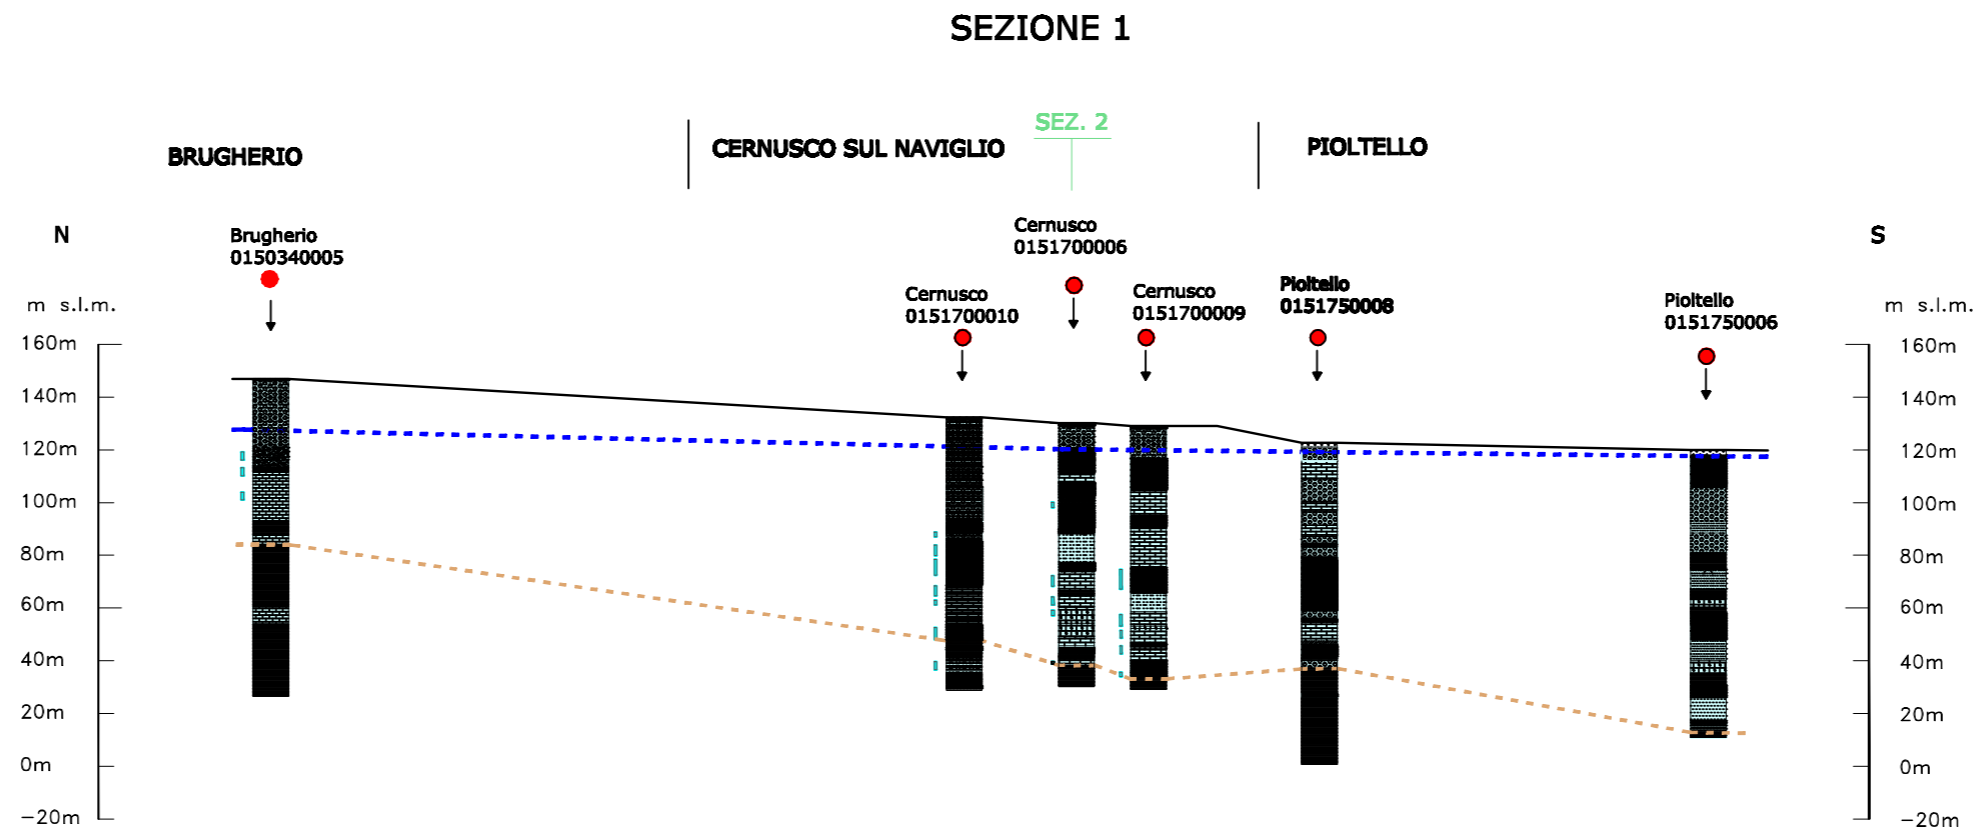 SEZIONE 1
SEZ. 2
BRUGHERIO
CERNUSCO SUL NAVIGLIO
PIOLTELLO
N
S
Brugherio
0150340005
Cernusco
0151700010
Cernusco
0151700006
Cernusco
0151700009
Pioltello
0151750008
Pioltello
0151750006
m s.l.m.
160m
140m
120m
100m
80m
60m
40m
20m
0m
−20m
m s.l.m.
160m
140m
120m
100m
80m
60m
40m
20m
0m
−20m